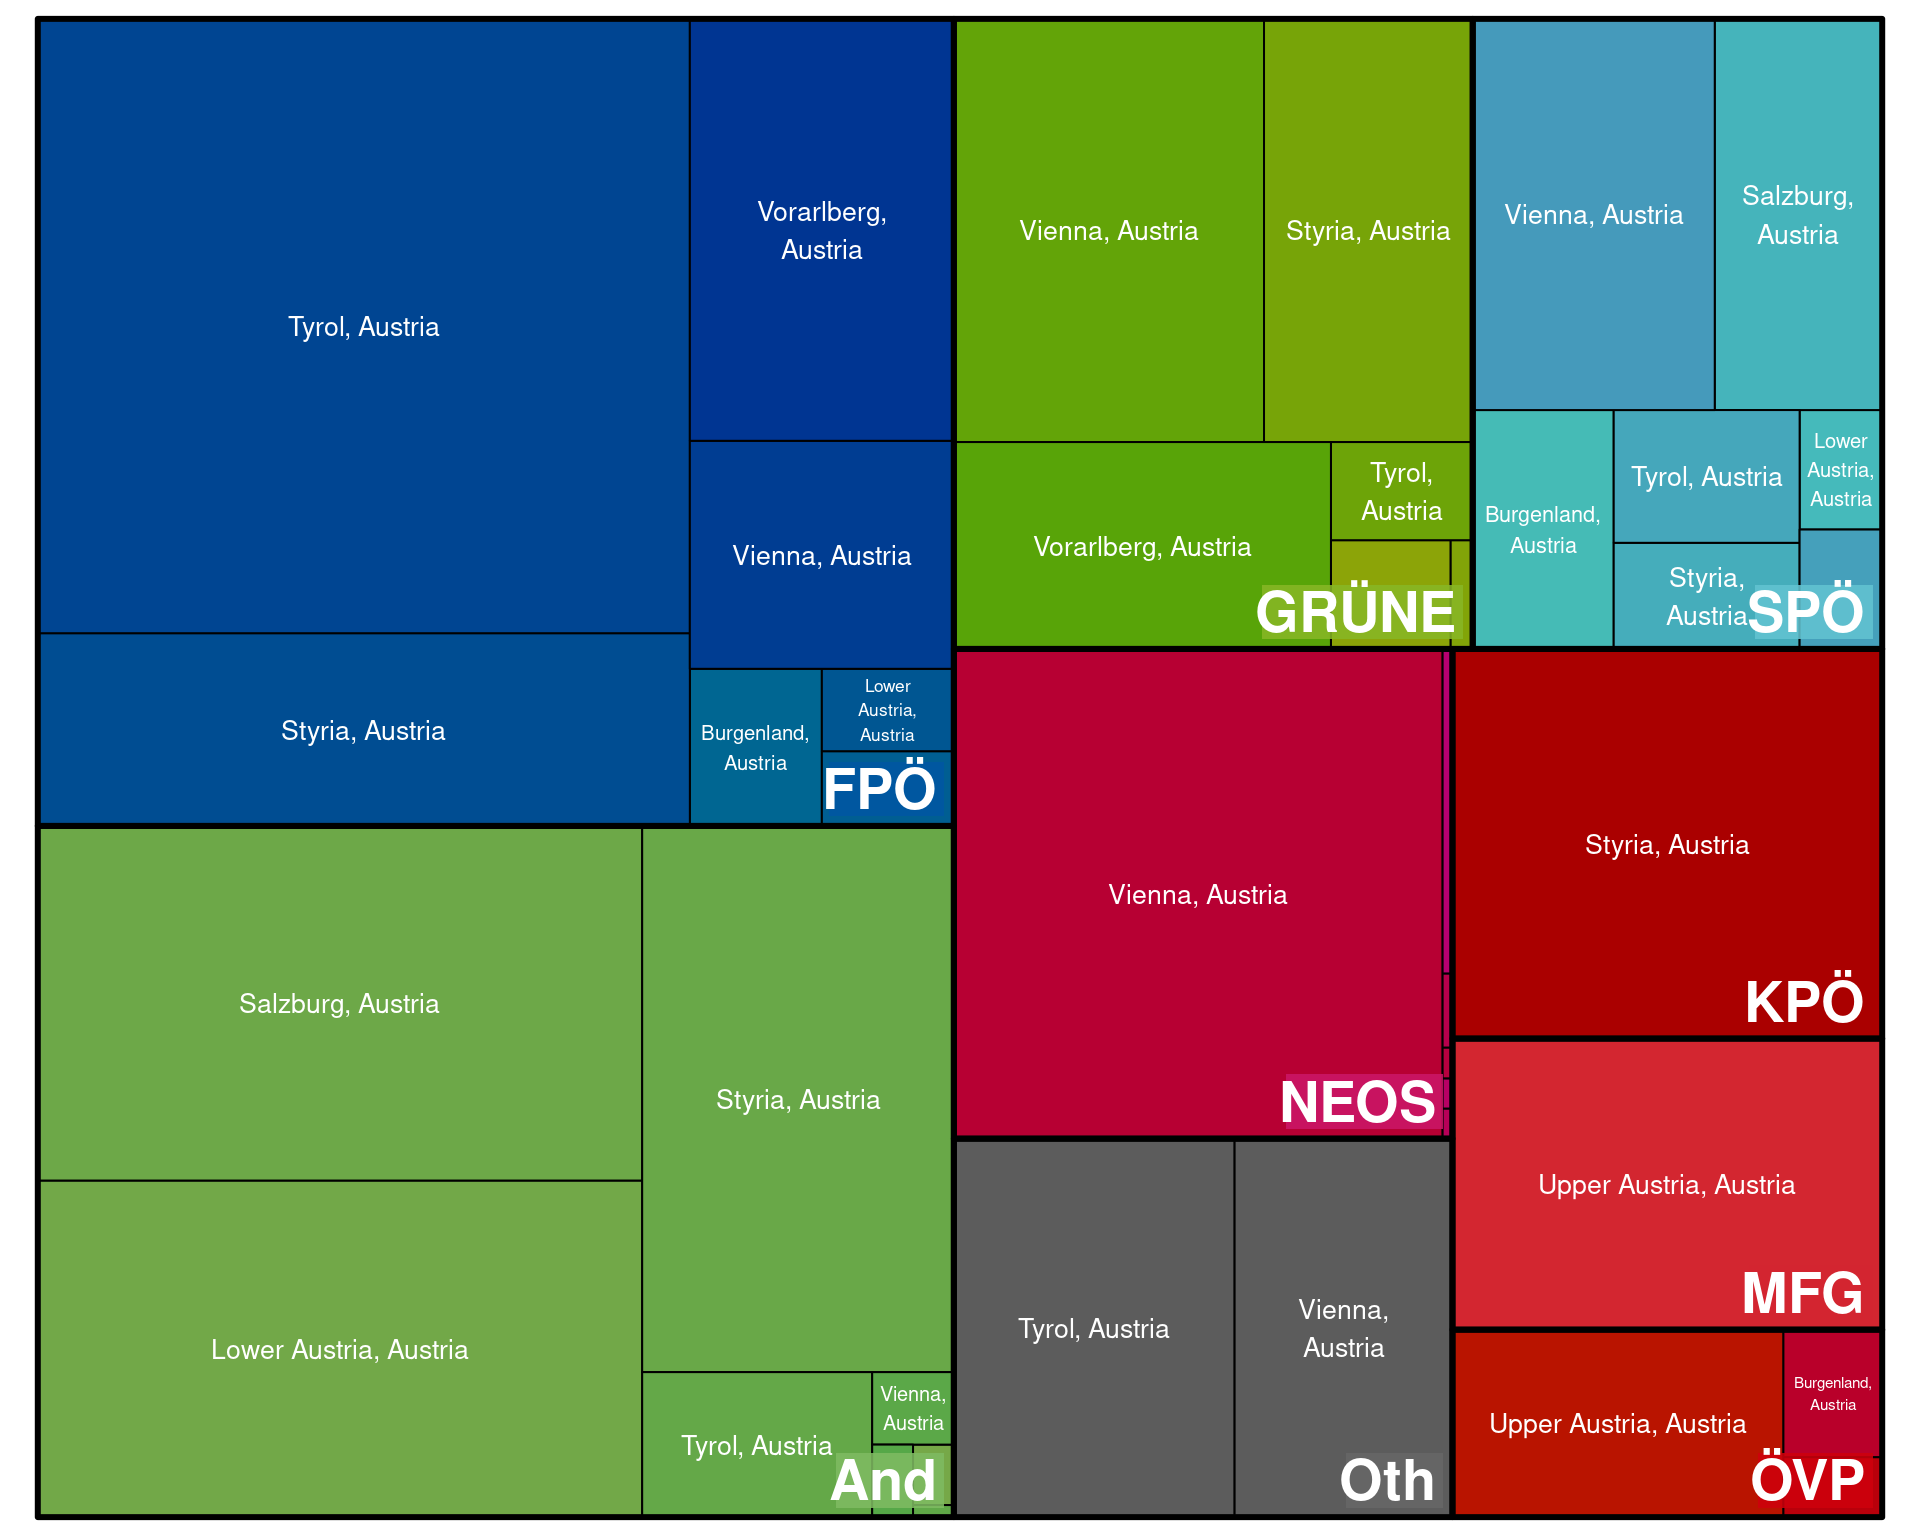 Tyrol, Austria
Vorarlberg,
Austria
Vienna, Austria
Styria, Austria
Burgenland,
Austria
Lower
Austria,
Austria
FPÖ
Salzburg, Austria
Styria, Austria
Lower Austria, Austria
Tyrol, Austria
Vienna,
Austria
And
Vienna, Austria
Styria, Austria
Vorarlberg, Austria
Tyrol,
Austria
GRÜNE
Vienna, Austria
Salzburg,
Austria
Burgenland,
Austria
Tyrol, Austria
Lower
Austria,
Austria
Styria,
Austria
SPÖ
Vienna, Austria
NEOS
Styria, Austria
KPÖ
Tyrol, Austria
Vienna,
Austria
Oth
Upper Austria, Austria
MFG
Upper Austria, Austria
Burgenland,
Austria
ÖVP